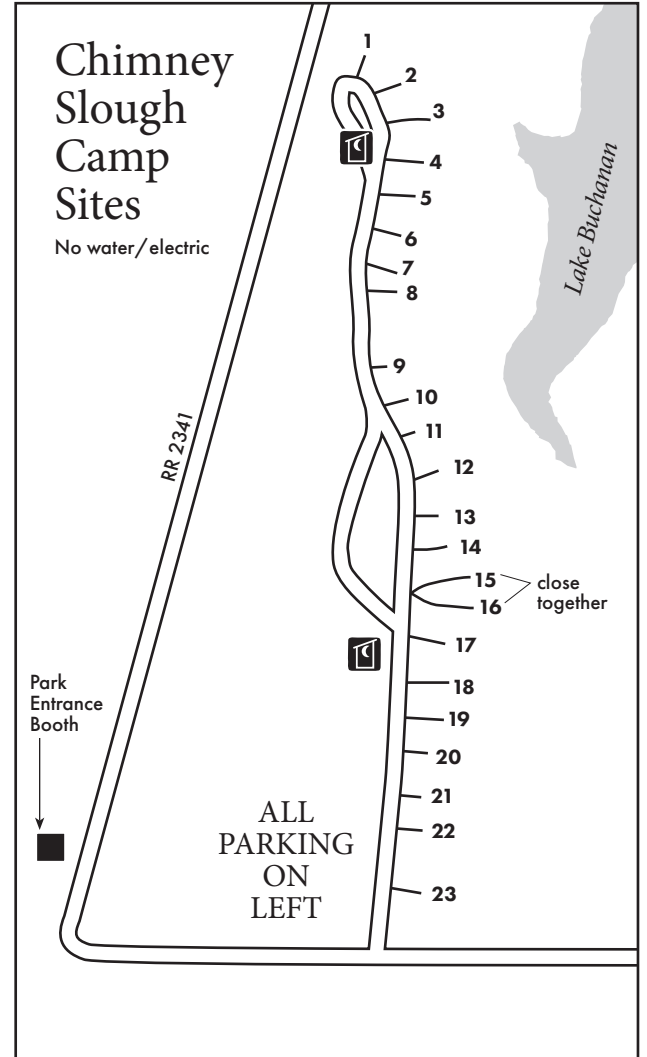 Chimney
Slough
Camp
Sites
No water/electric
1
2
3
4
5
6
7
8
9
10
11
12
13
14
15
16
close
together
17
18
19
20
21
22
23
Lake Buchanan
RR 2341
Park
Entrance
Booth
ALL
PARKING
ON
LEFT